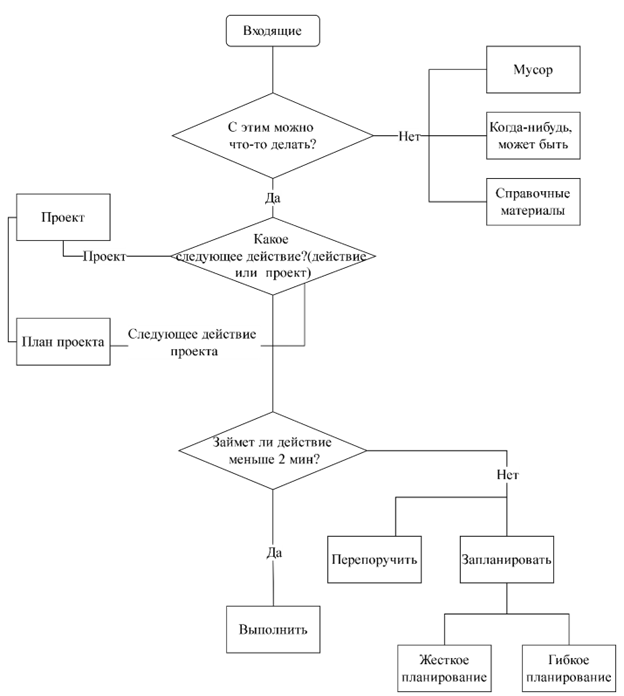 Входящие
Мусор
С этим можно
что-то делать?
Нет
Когда-нибудь,
может быть
Справочные
материалы
Да
Проект
Какое
следующее действие?(действие
или проект)
Проект
План проекта
Следующее действие
проекта
Займет ли действие
меньше 2 мин?
Нет
Да
Перепоручить
Запланировать
Выполнить
Жесткое
планирование
Гибкое
планирование